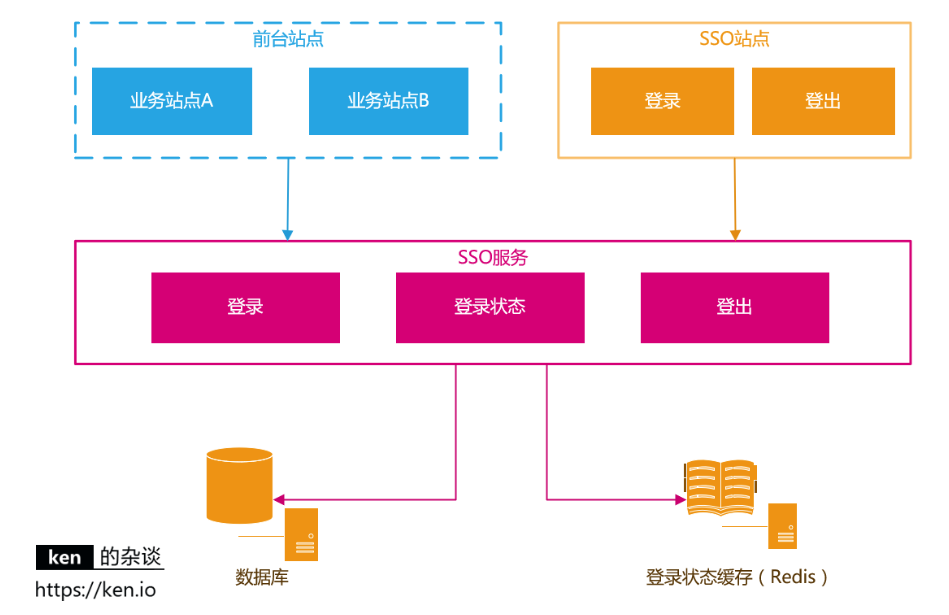 前台站点
SSO站点
业务站点A
业务站点B
登录
登出
SSO服务
登录
登录状态
登出
数据库
登录状态缓存（Redis）
ken 的杂谈
https://ken.io